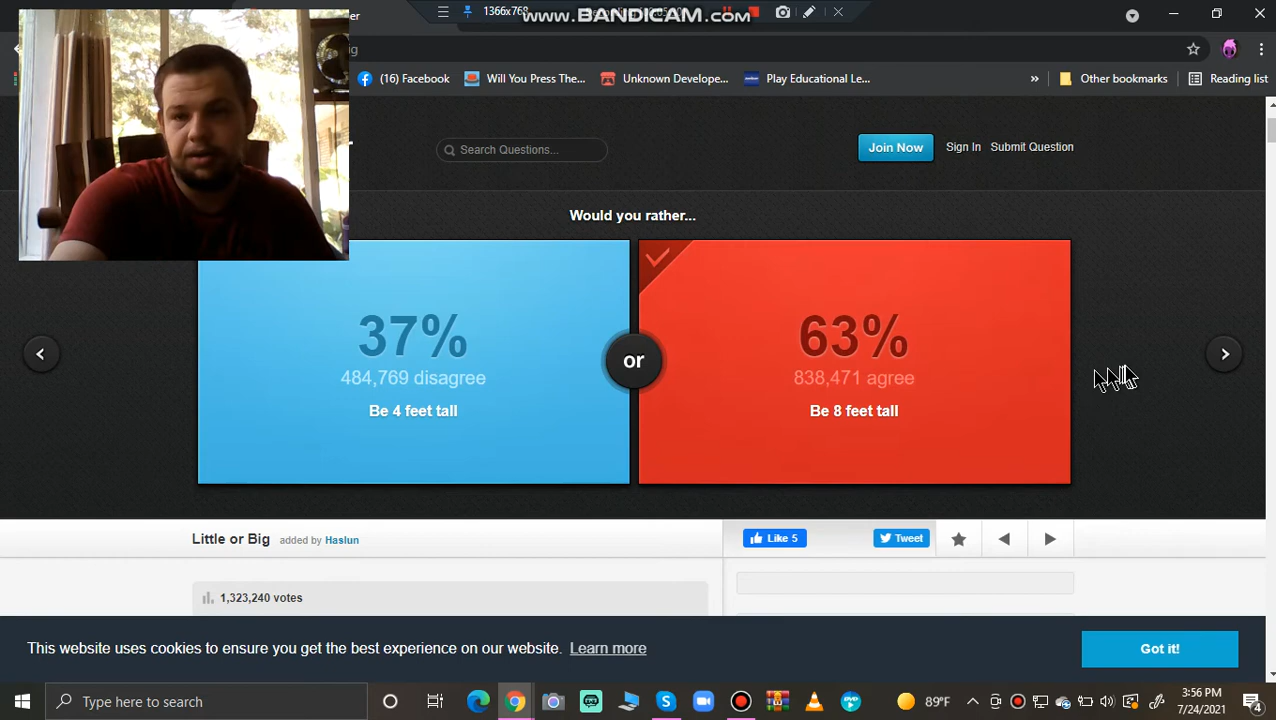 1366x768
www.BANDICAM.com
er
ig
(16) Facebook
Will You Press The...
Unknown Develope...
Play Educational Le...
»
Other bookmarks
Reading list
Search Questions...
Join Now
Sign In
Submit Question
Would you rather...
37%
484,769 disagree
Be 4 feet tall
or
63%
838,471 agree
Be 8 feet tall
Little or Big added by Haslun
Like 5
Tweet
1,323,240 votes
This website uses cookies to ensure you get the best experience on our website. Learn more
Got it!
Type here to search
89°F
3:56 PM
7/24/2021
4